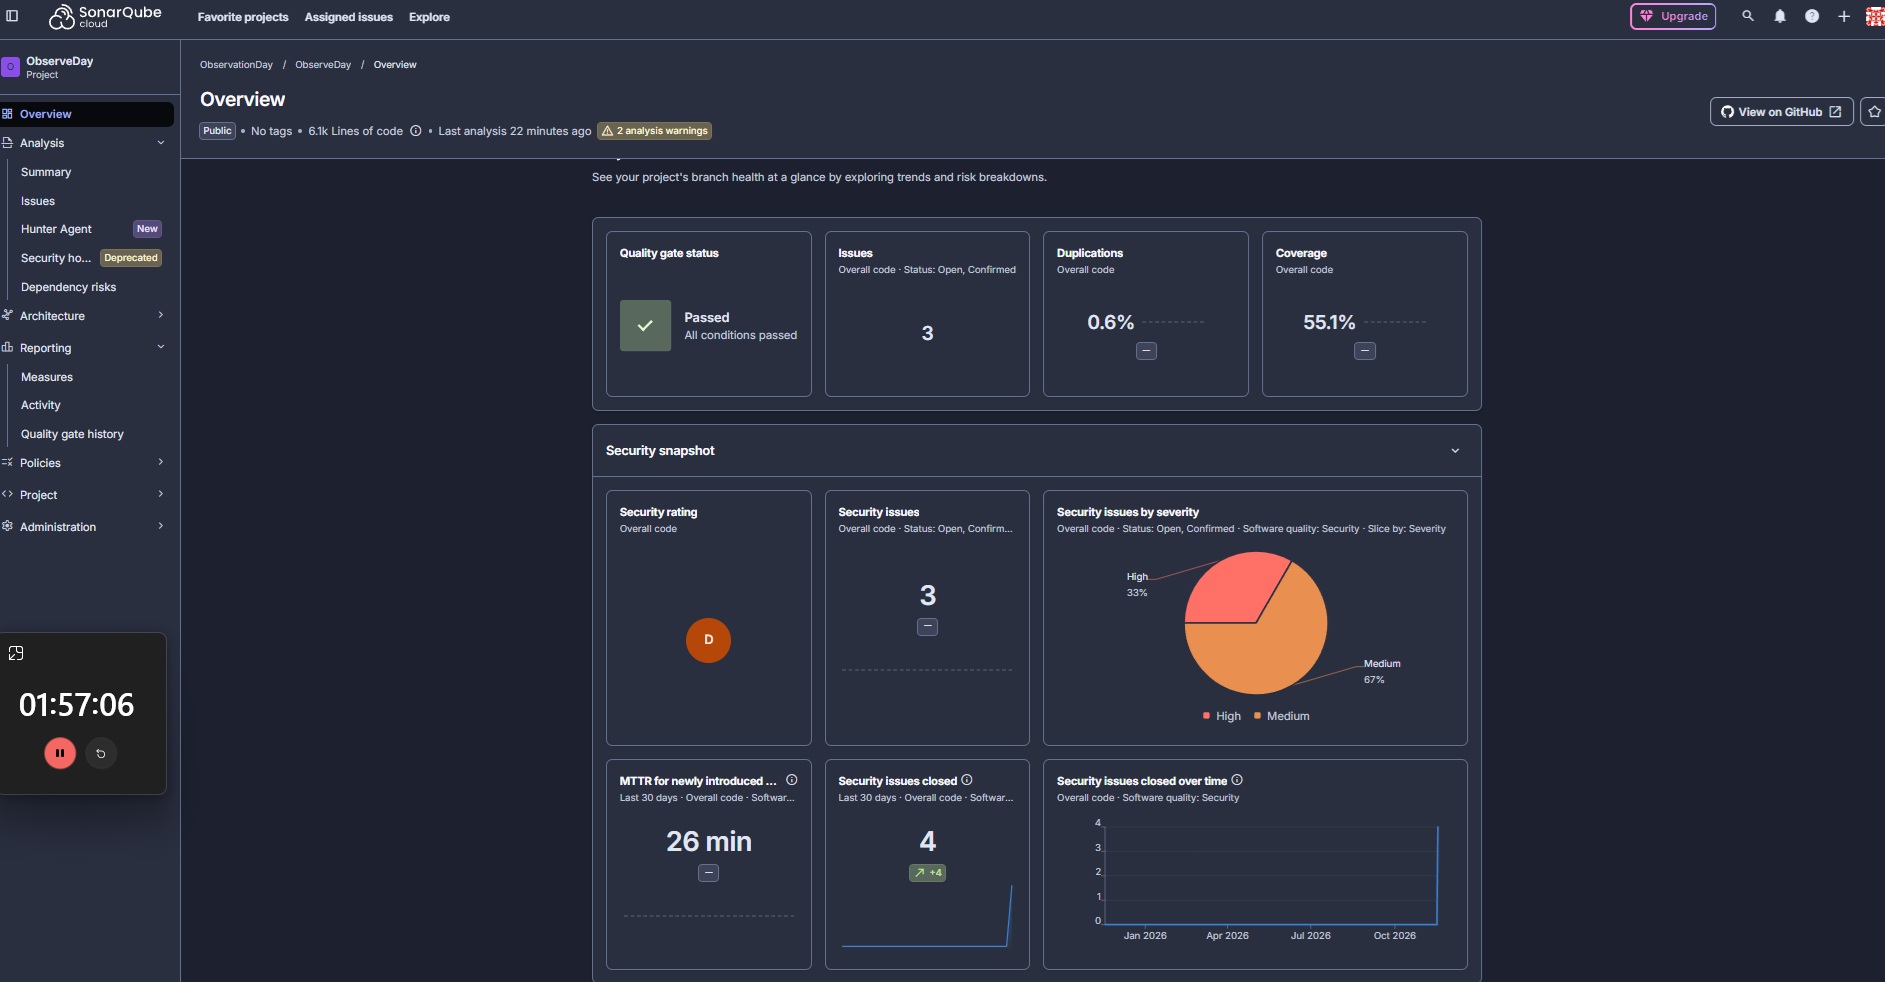 SonarQube
cloud
Favorite projects
Assigned issues
Explore
Upgrade
O
ObserveDay
Project
Overview
Analysis
Summary
Issues
Hunter Agent
New
Security ho...
Deprecated
Dependency risks
Architecture
Reporting
Measures
Activity
Quality gate history
Policies
Project
Administration
01:57:06
ObservationDay / ObserveDay / Overview
Overview
Public • No tags • 6.1k Lines of code • Last analysis 22 minutes ago 2 analysis warnings
View on GitHub
See your project's branch health at a glance by exploring trends and risk breakdowns.
Quality gate status
Passed
All conditions passed
Issues
Overall code · Status: Open, Confirmed
3
Duplications
Overall code
0.6%
Coverage
Overall code
55.1%
Security snapshot
Security rating
Overall code
D
Security issues
Overall code · Status: Open, Confirm...
3
Security issues by severity
Overall code · Status: Open, Confirmed · Software quality: Security · Slice by: Severity
High
33%
Medium
67%
High
Medium
MTTR for newly introduced ...
Last 30 days · Overall code · Softwar...
26 min
Security issues closed
Last 30 days · Overall code · Softwar...
4
+4
Security issues closed over time
Overall code · Software quality: Security
4
3
2
1
0
Jan 2026
Apr 2026
Jul 2026
Oct 2026